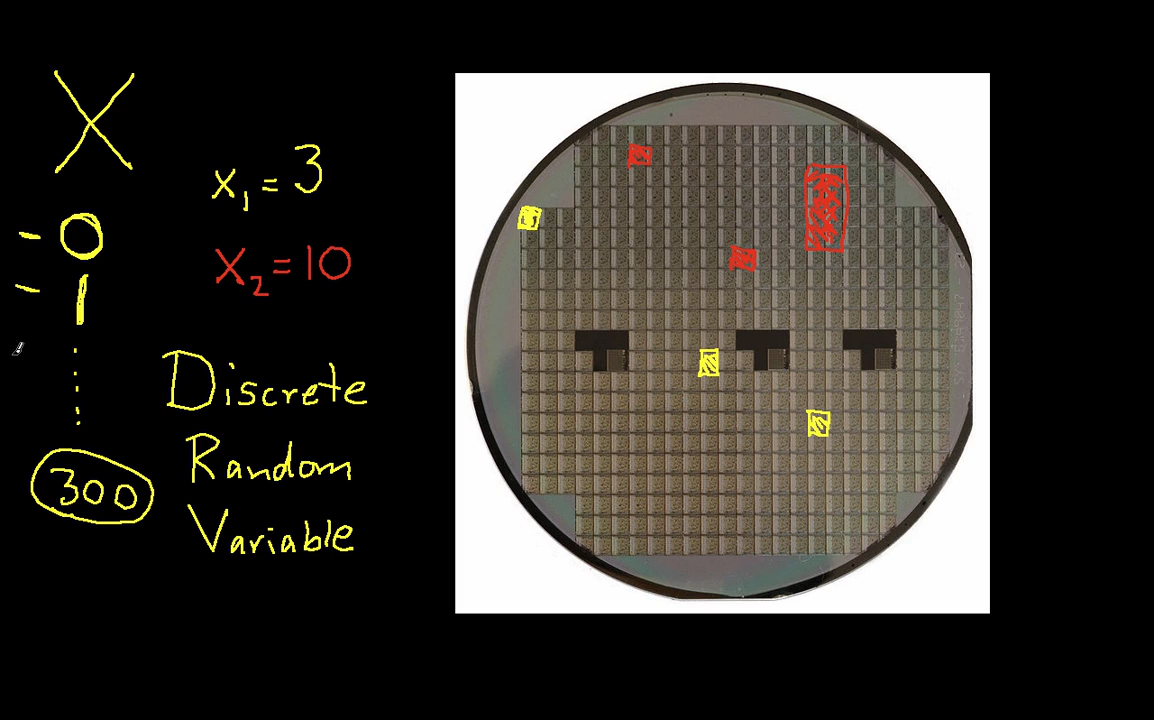 X
0
1
300
x₁ = 3
x₂ = 10
Discrete
Random
Variable